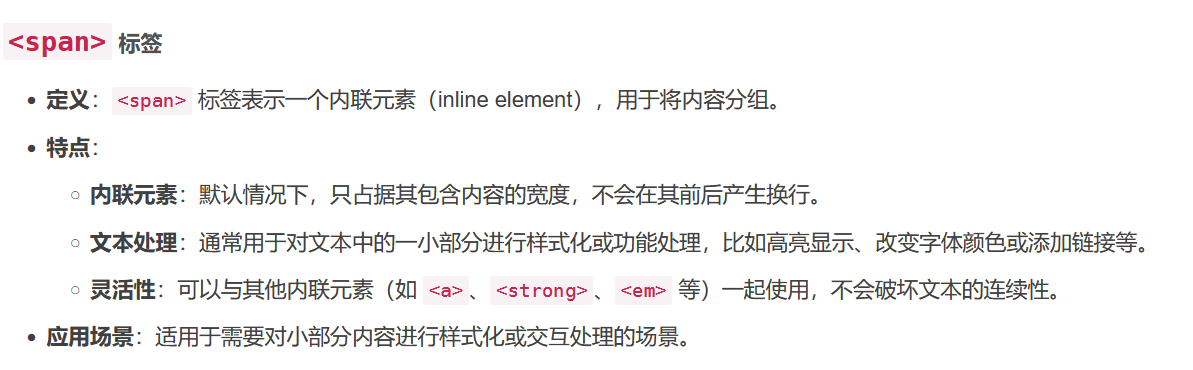 <span> 标签
• 定义：<span> 标签表示一个内联元素（inline element），用于将内容分组。
• 特点：
○ 内联元素：默认情况下，只占据其包含内容的宽度，不会在其前后产生换行。
○ 文本处理：通常用于对文本中的一小部分进行样式化或功能处理，比如高亮显示、改变字体颜色或添加链接等。
○ 灵活性：可以与其他内联元素（如 <a>、<strong>、<em> 等）一起使用，不会破坏文本的连续性。
• 应用场景：适用于需要对小部分内容进行样式化或交互处理的场景。